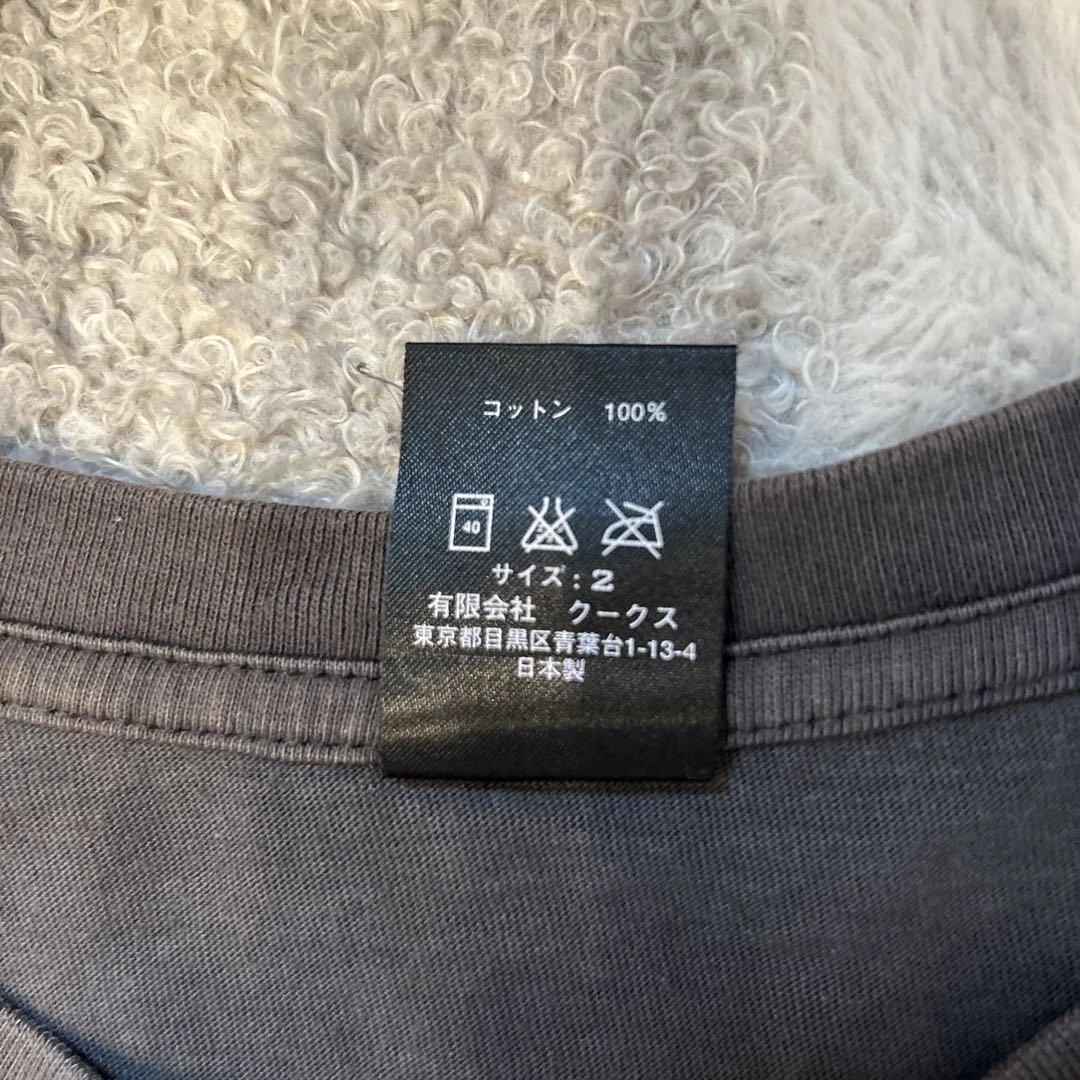 コットン 100%
40
サイズ: 2
有限会社 クークス
東京都目黒区青葉台1-13-4
日本製